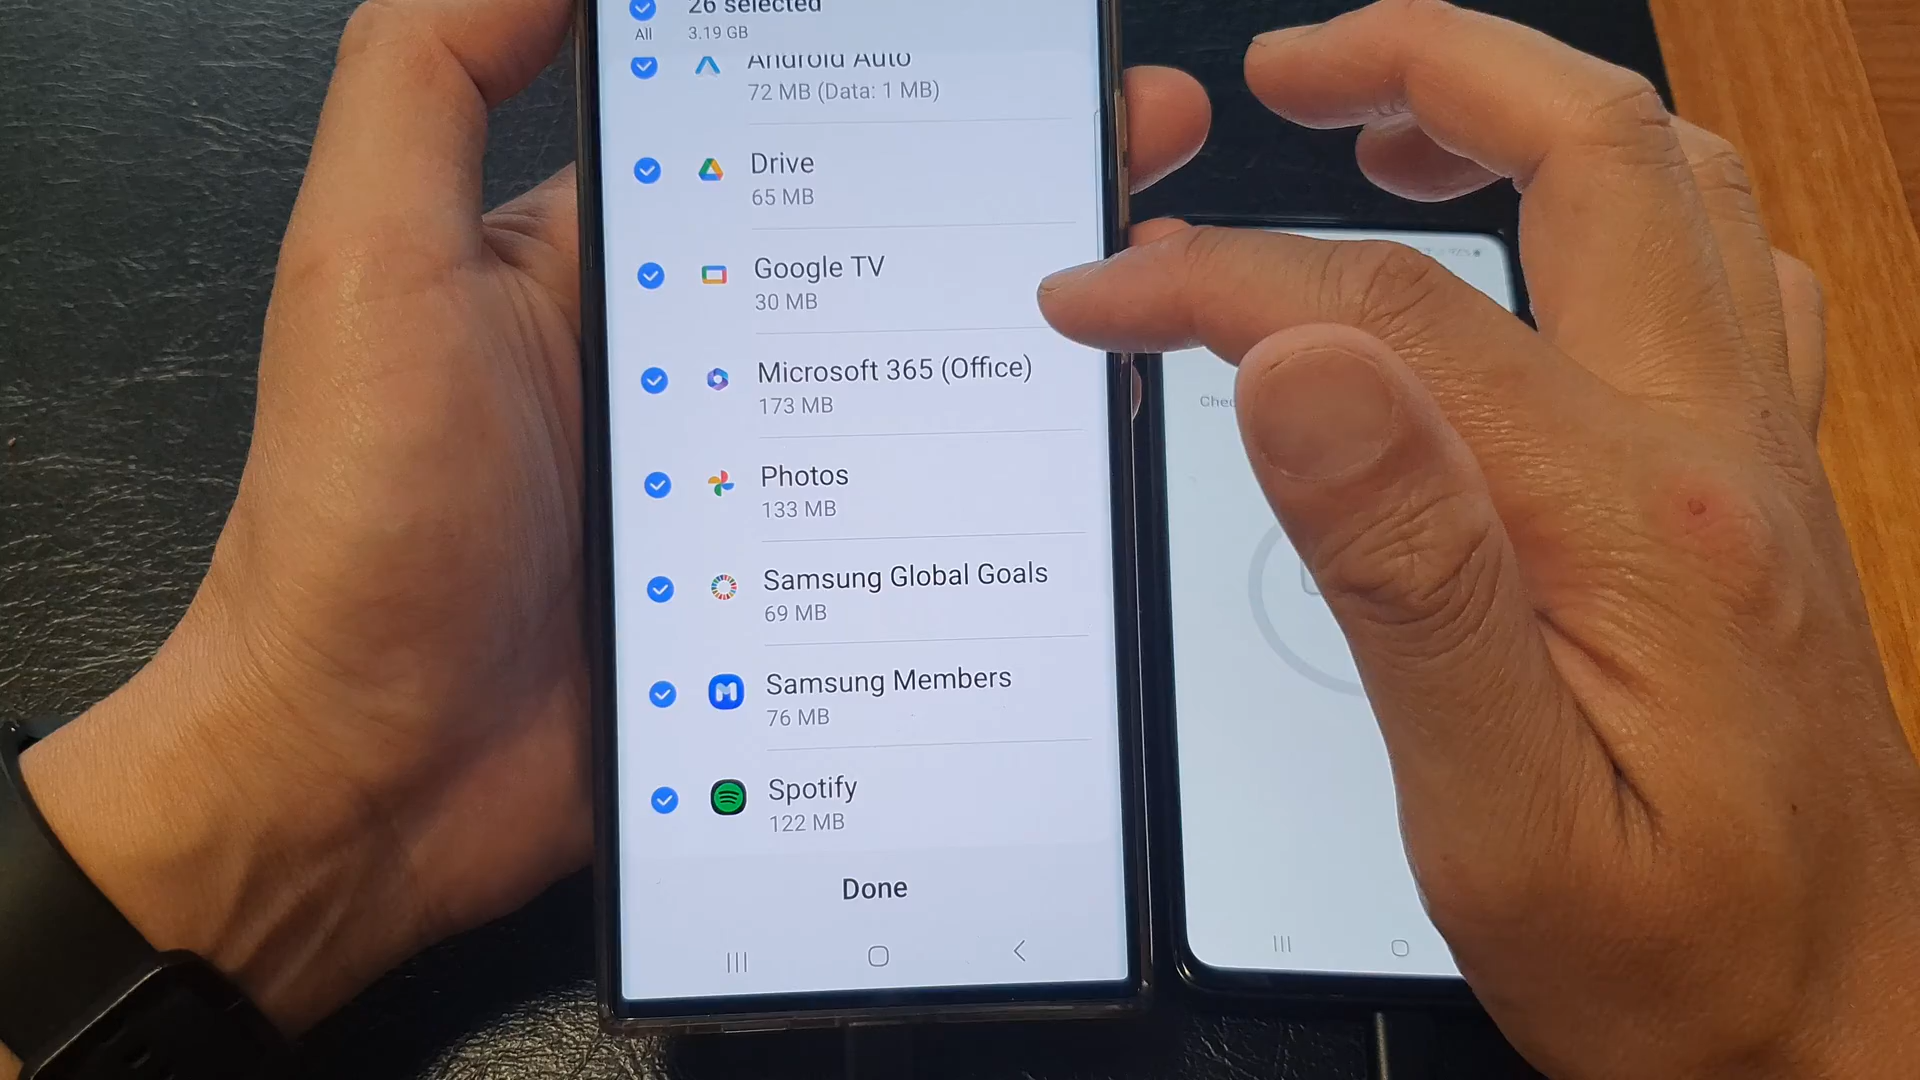 26 selected
All
3.19 GB
Android Auto
72 MB (Data: 1 MB)
Drive
65 MB
Google TV
30 MB
Microsoft 365 (Office)
173 MB
Photos
133 MB
Samsung Global Goals
69 MB
Samsung Members
76 MB
Spotify
122 MB
Done